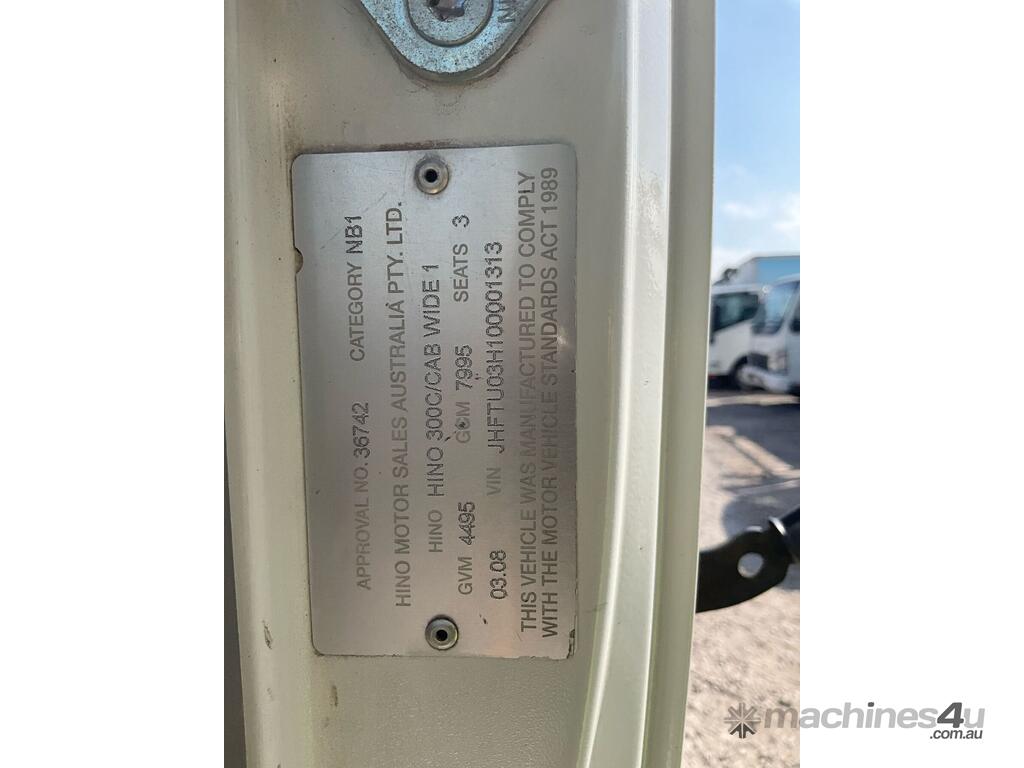 APPROVAL NO. 36742 CATEGORY NB1
HINO MOTOR SALES AUSTRALIA PTY. LTD.
HINO HINO 300C/CAB WIDE 1
GVM 4495 GCM 7995 SEATS 3
03.08 VIN JHFTU03H100001313
THIS VEHICLE WAS MANUFACTURED TO COMPLY
WITH THE MOTOR VEHICLE STANDARDS ACT 1989
machines4u
.com.au